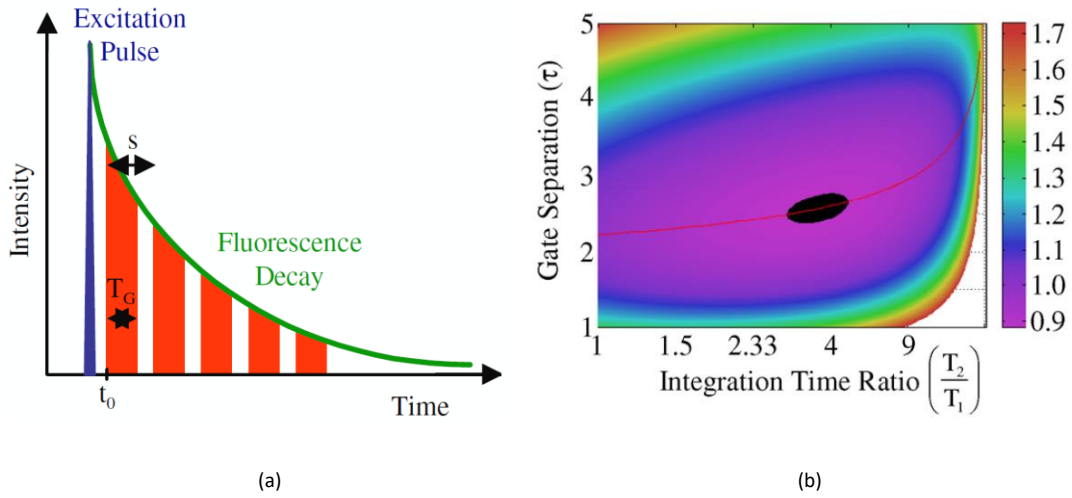 Excitation
Pulse
Intensity
s
Fluorescence
Decay
T_G
t_0
Time
(a)
Gate Separation (τ)
5
4
3
2
1
1 1.5 2.33 4 9
Integration Time Ratio (T_2/T_1)
1.7
1.6
1.5
1.4
1.3
1.2
1.1
1.0
0.9
(b)